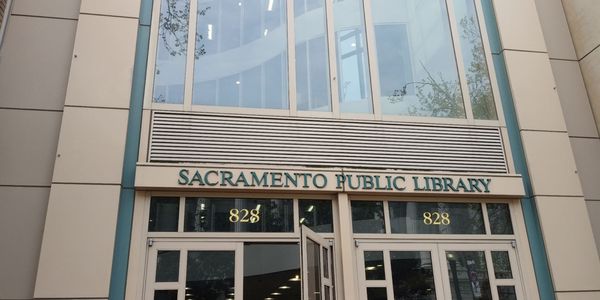 SACRAMENTO PUBLIC LIBRARY
828 828